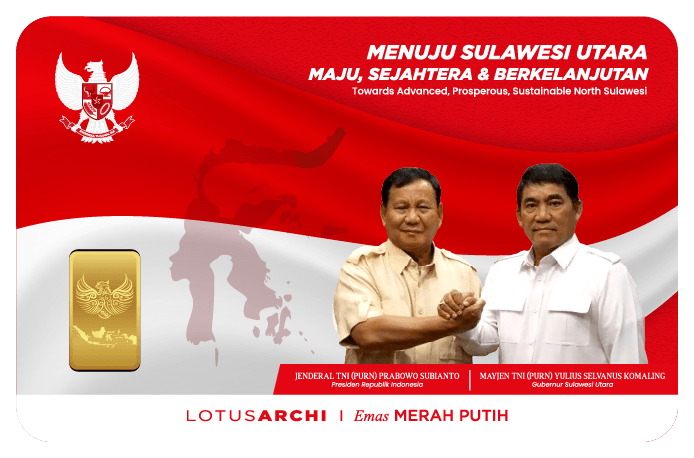 MENUJU SULAWESI UTARA
MAJU, SEJAHTERA & BERKELANJUTAN
Towards Advanced, Prosperous, Sustainable North Sulawesi
JENDERAL TNI (PURN) PRABOWO SUBIANTO
Presiden Republik Indonesia
MAYJEN TNI (PURN) YULIUS SELVANUS KOMALING
Gubernur Sulawesi Utara
LOTUSARCHI | Emas MERAH PUTIH